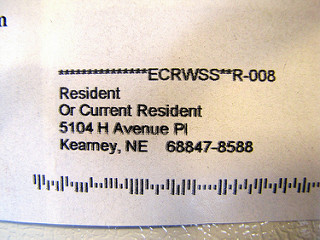 ***************ECRWSS**R-008
Resident
Or Current Resident
5104 H Avenue Pl
Kearney, NE 68847-8588